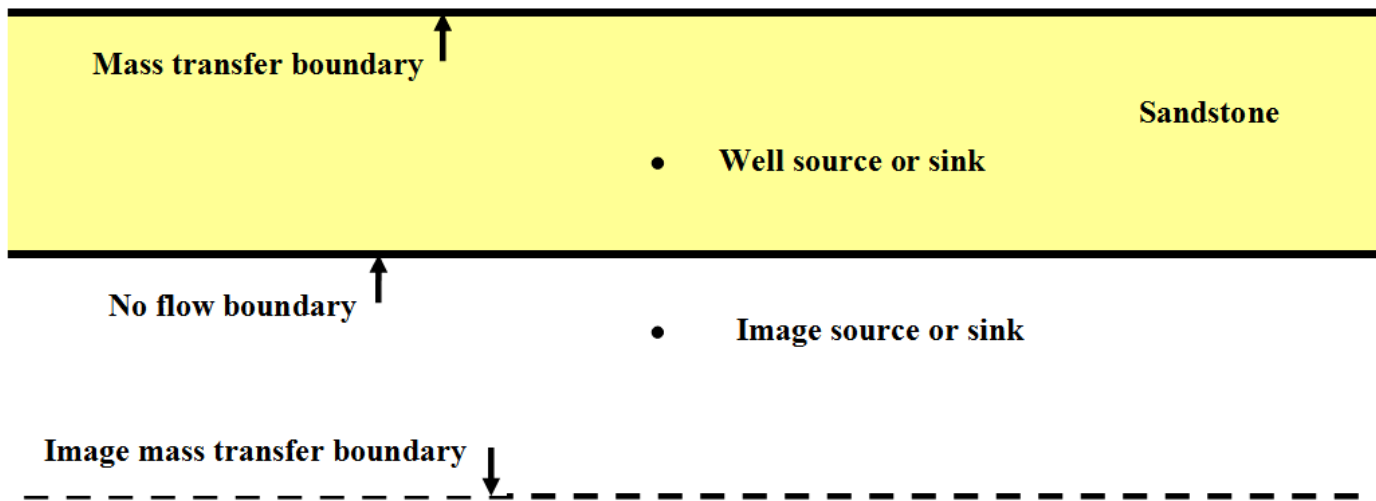 Mass transfer boundary
Sandstone
Well source or sink
No flow boundary
Image source or sink
Image mass transfer boundary